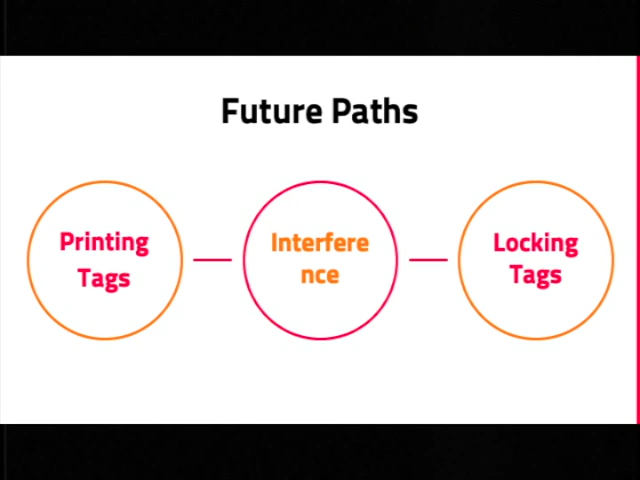 Future Paths
Printing
Tags
Interfere
nce
Locking
Tags